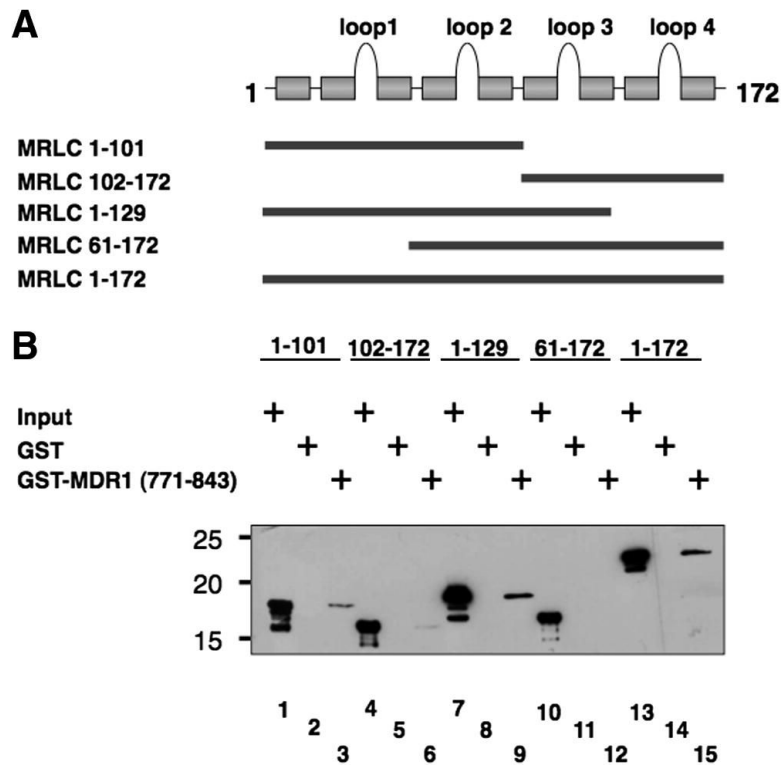 A
loop1 loop 2 loop 3 loop 4
1 172
MRLC 1-101
MRLC 102-172
MRLC 1-129
MRLC 61-172
MRLC 1-172
B
1-101 102-172 1-129 61-172 1-172
Input + + + + +
GST + + + + +
GST-MDR1 (771-843) + + + + +
25
20
15
1 2 3 4 5 6 7 8 9 10 11 12 13 14 15